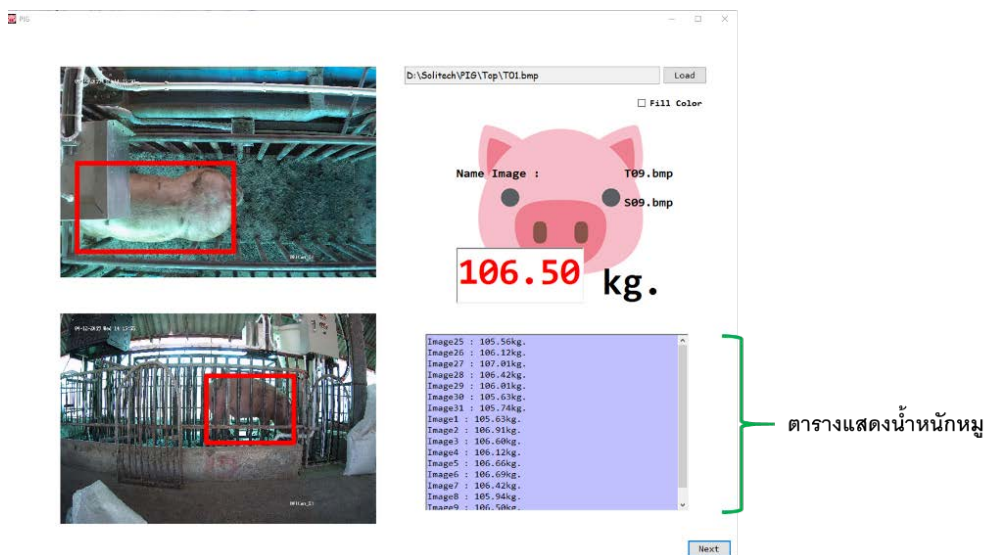 PIG
D:\Solitech\PIG\Top\T01.bmp
Load
Fill Color
Name Image :
T09.bmp
S09.bmp
106.50
kg.
Image25 : 105.56kg.
Image26 : 106.12kg.
Image27 : 107.01kg.
Image28 : 106.42kg.
Image29 : 106.01kg.
Image30 : 105.63kg.
Image31 : 105.74kg.
Image1 : 105.63kg.
Image2 : 106.91kg.
Image3 : 106.60kg.
Image4 : 106.12kg.
Image5 : 106.66kg.
Image6 : 106.69kg.
Image7 : 106.42kg.
Image8 : 105.94kg.
Image9 : 106.50kg.
ตารางแสดงน้ำหนักหมู
Next